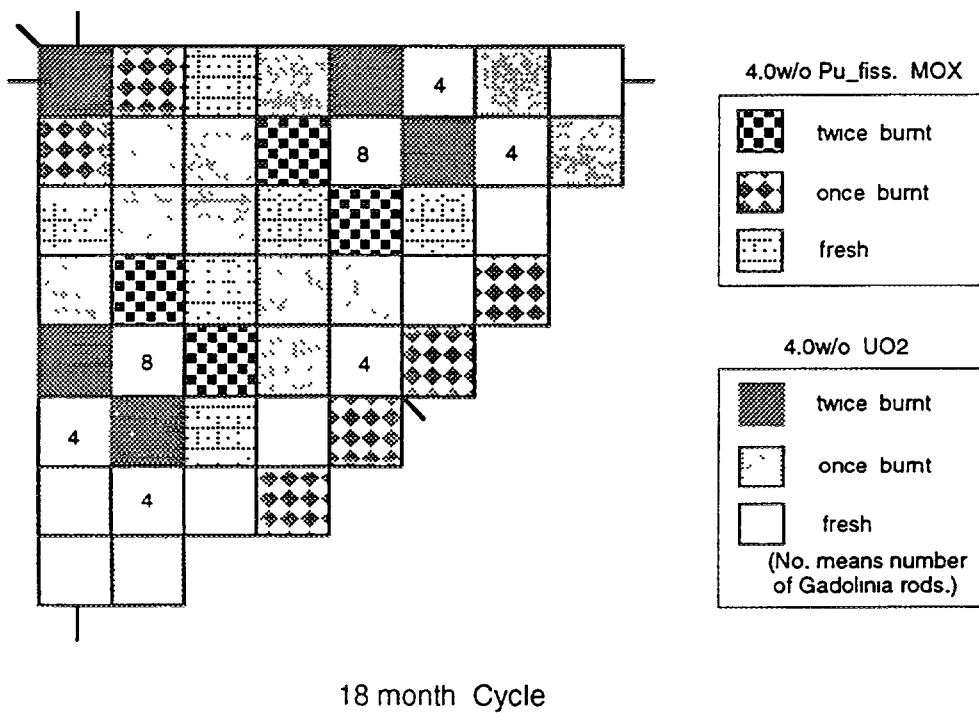 4
8
4
8
4
4
4
4.0w/o Pu_fiss. MOX
twice burnt
once burnt
fresh
4.0w/o UO2
twice burnt
once burnt
fresh
(No. means number
of Gadolinia rods.)
18 month Cycle